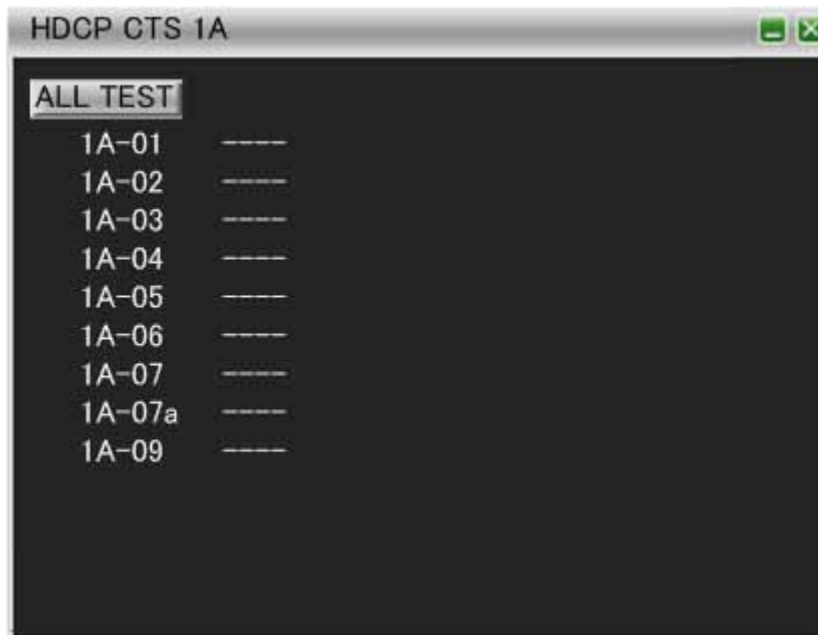 HDCP CTS 1A
ALL TEST
1A-01 ----
1A-02 ----
1A-03 ----
1A-04 ----
1A-05 ----
1A-06 ----
1A-07 ----
1A-07a ----
1A-09 ----